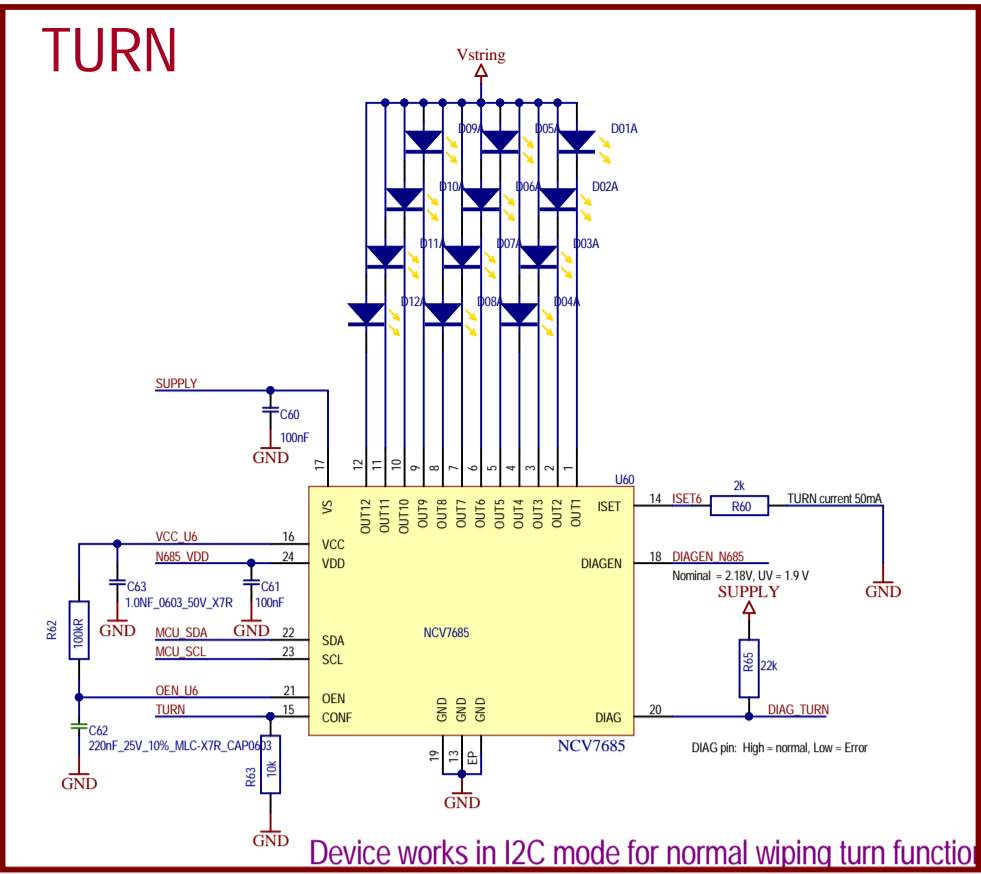 TURN
Vstring
D09A D05A D01A
D10A D06A D02A
D11A D07A D03A
D12A D08A D04A
SUPPLY
C60
100nF
GND
17 12 11 10 9 8 7 6 5 4 3 2 1
U60
VS OUT12 OUT11 OUT10 OUT9 OUT8 OUT7 OUT6 OUT5 OUT4 OUT3 OUT2 OUT1
ISET 14 ISET6 2k
R60
TURN current 50mA
GND
VCC_U6 16 VCC
N685_VDD 24 VDD
DIAGEN 18 DIAGEN_N685
Nominal = 2.18V, UV = 1.9 V
C63
1.0NF_0603_50V_X7R
GND
C61
100nF
GND
R62
100kR
SUPPLY
R65
22k
MCU_SDA 22 SDA
MCU_SCL 23 SCL
NCV7685
OEN_U6 21 OEN
TURN 15 CONF
GND GND GND
DIAG 20 DIAG_TURN
C62
220nF_25V_10%_MLC-X7R_CAP0603
GND
R63
10k
GND
19 13 EP
GND
NCV7685
DIAG pin: High = normal, Low = Error
Device works in I2C mode for normal wiping turn functio